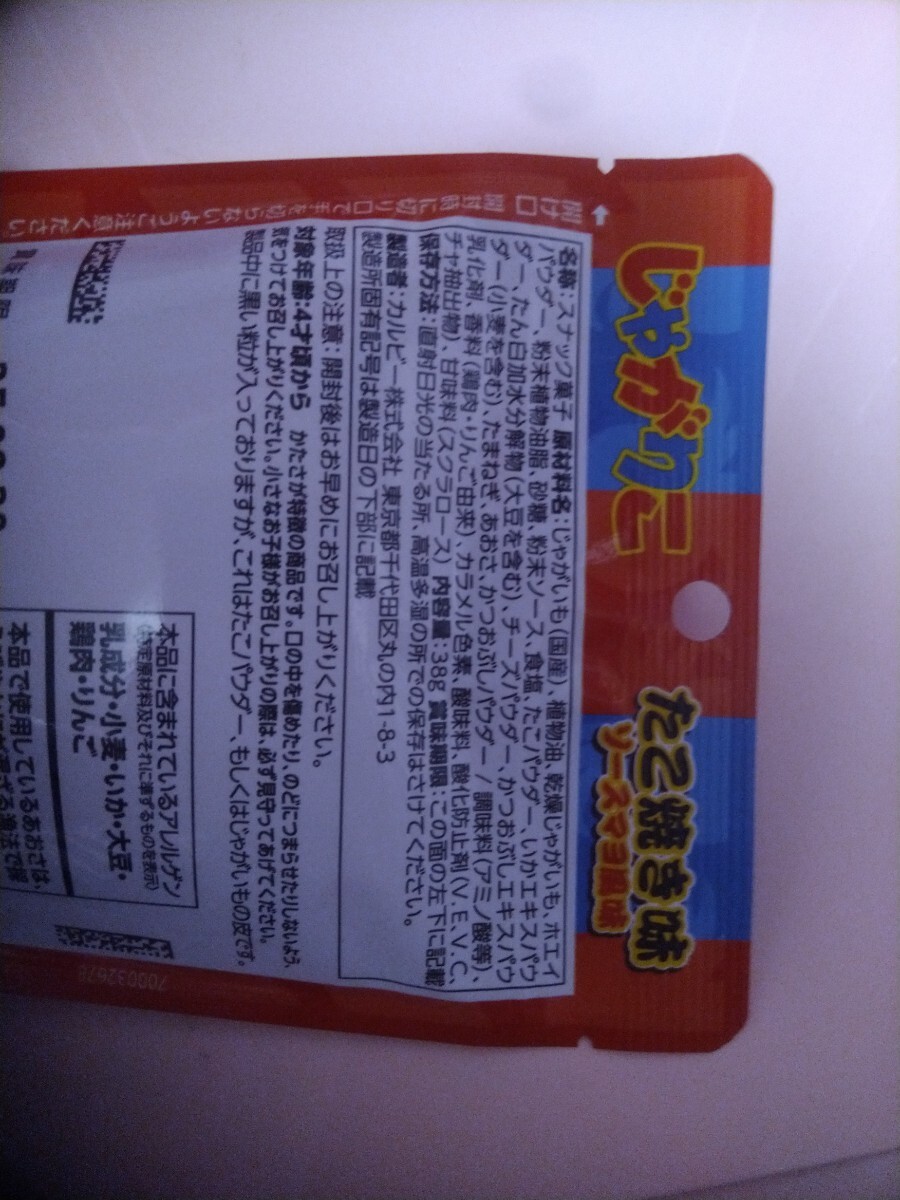 じゃがりこ
たこ焼き味
ソースマヨ風味
名称:スナック菓子 原材料名:じゃがいも(国産)、植物油、乾燥じゃがいも、ホエイ
パウダー、粉末植物油脂、砂糖、粉末ソース、食塩、たこパウダー、いかエキスパウ
ダー、たん白加水分解物(大豆を含む)、チーズパウダー、かつおぶしエキスパウ
ダー(小麦を含む)、たまねぎ、あおさ、かつおぶしパウダー / 調味料(アミノ酸等)、
乳化剤、香料(鶏肉・りんご由来)、カラメル色素、酸味料、酸化防止剤(V.E、V.C、
チャ抽出物)、甘味料(スクラロース) 内容量:38g 賞味期限:この面の左下に記載
保存方法:直射日光の当たる所、高温多湿の所での保存はさけてください。
製造者:カルビー株式会社 東京都千代田区丸の内1-8-3
製造所固有記号は製造日の下部に記載
取扱上の注意:開封後はお早めにお召し上がりください。
対象年齢:4才頃から かたさが特徴の商品です。口の中を傷めたり、のどにつまらせたりしないよう、
気をつけてお召し上がりください。小さなお子様がお召し上がりの際は、必ず見守ってあげてください。
製品中に黒い粒が入っておりますが、これはたこパウダー、もしくはじゃがいもの皮です。
本品に含まれているアレルゲン
(特定原材料及びそれに準ずるものを表示)
乳成分・小麦・いか・大豆・
鶏肉・りんご
本品で使用しているあおさは、
開け口 開封時に切り口で手を切らないようご注意ください
700032678